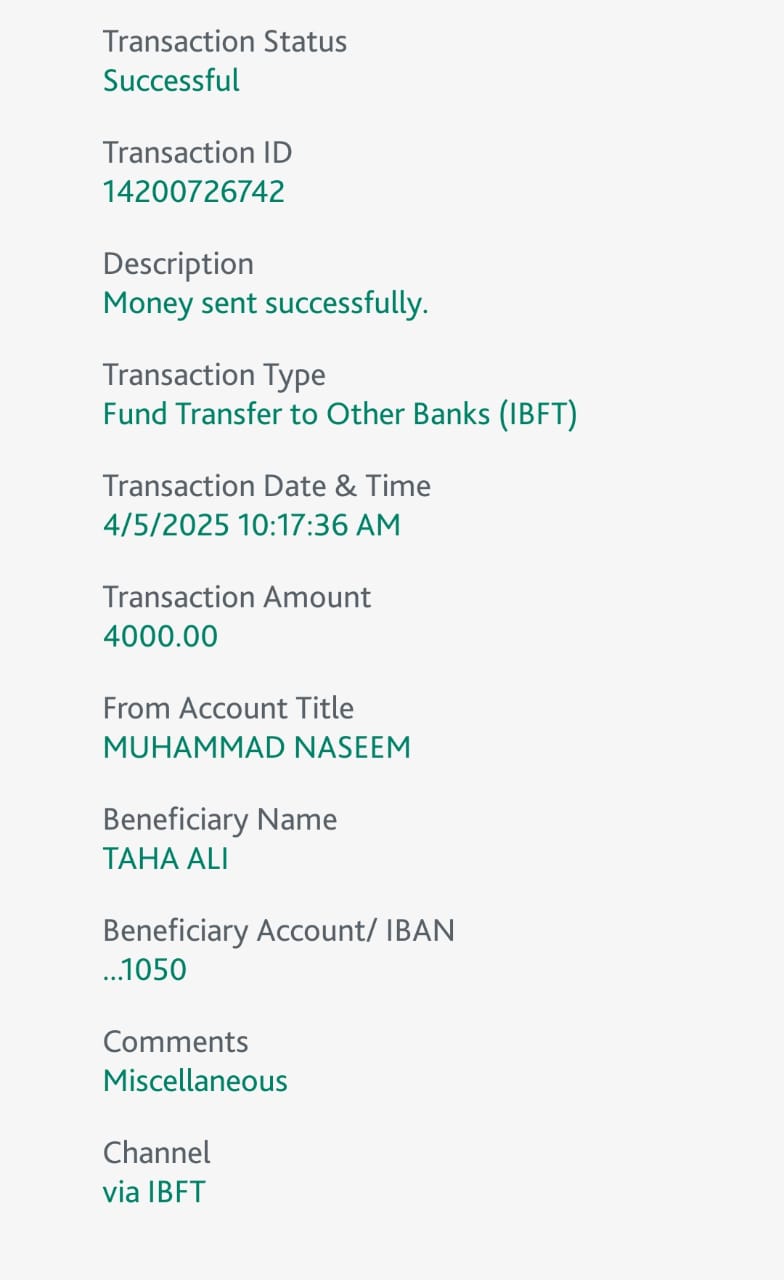 Transaction Status
Successful
Transaction ID
14200726742
Description
Money sent successfully.
Transaction Type
Fund Transfer to Other Banks (IBFT)
Transaction Date & Time
4/5/2025 10:17:36 AM
Transaction Amount
4000.00
From Account Title
MUHAMMAD NASEEM
Beneficiary Name
TAHA ALI
Beneficiary Account/ IBAN
...1050
Comments
Miscellaneous
Channel
via IBFT